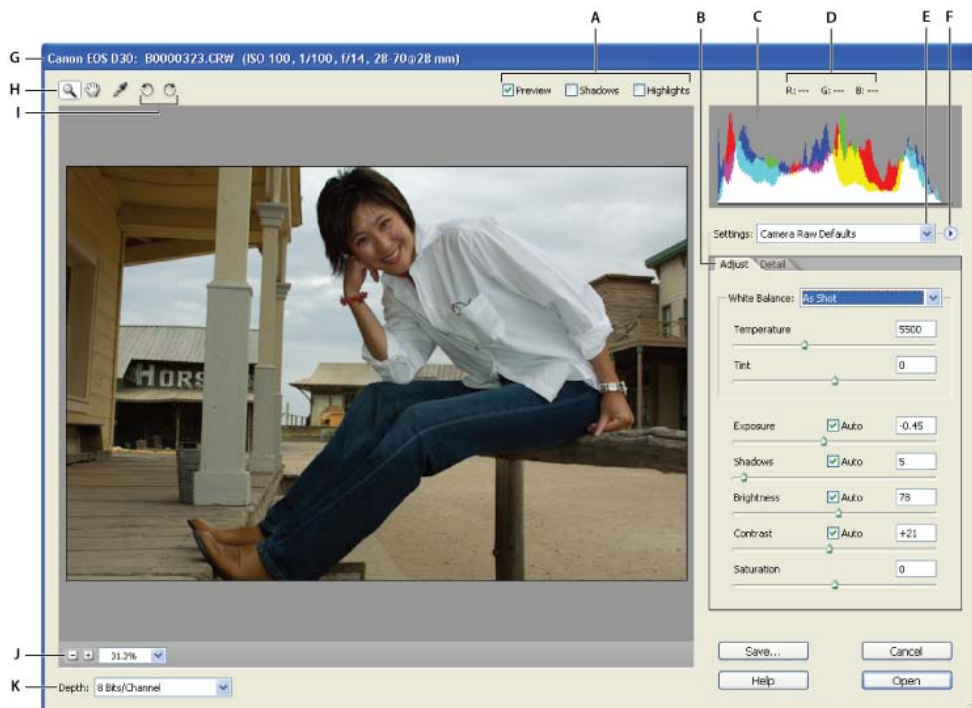 A
B
C
D
E
F
G
Canon EOS D30: B0000323.CRW (ISO 100, 1/100, f/14, 28-70@28 mm)
H
Preview
Shadows
Highlights
R: --- G: --- B: ---
I
HORS
Settings: Camera Raw Defaults
Adjust
Detail
White Balance: As Shot
Temperature 5500
Tint 0
Exposure Auto -0.45
Shadows Auto 5
Brightness Auto 78
Contrast Auto +21
Saturation 0
J
31.3%
Save...
Cancel
K
Depth: 8 Bits/Channel
Help
Open